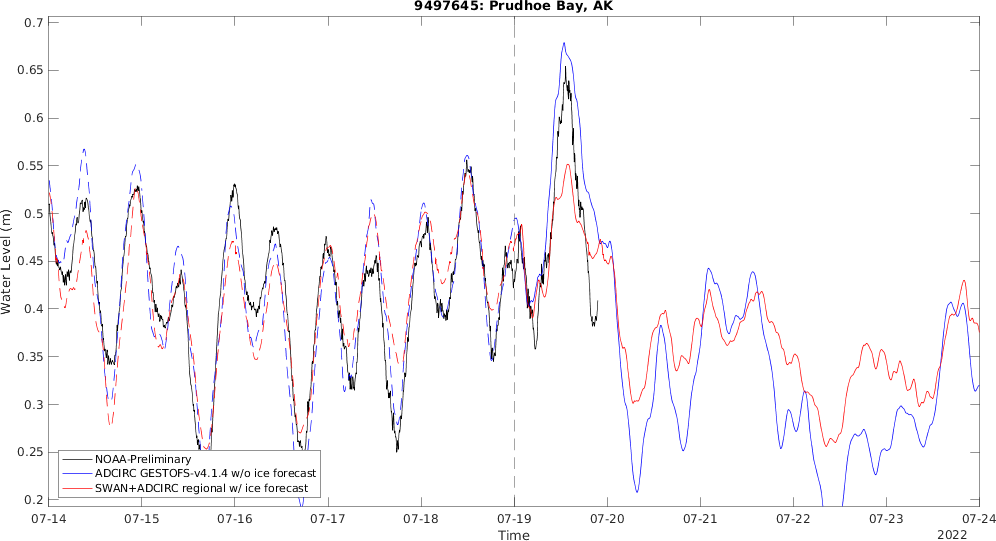 9497645: Prudhoe Bay, AK
0.7
0.65
0.6
0.55
0.5
0.45
0.4
0.35
0.3
0.25
0.2
Water Level (m)
NOAA-Preliminary
ADCIRC GESTOFS-v4.1.4 w/o ice forecast
SWAN+ADCIRC regional w/ ice forecast
07-14 07-15 07-16 07-17 07-18 07-19 07-20 07-21 07-22 07-23 07-24
Time
2022